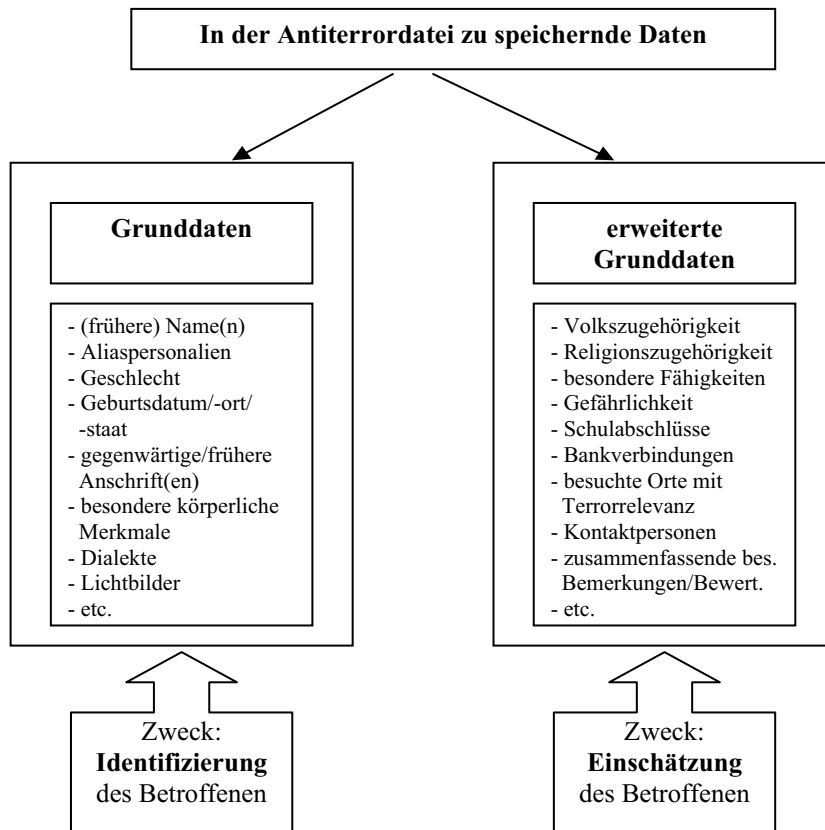 In der Antiterrordatei zu speichernde Daten
Grunddaten
- (frühere) Name(n)
- Aliaspersonalien
- Geschlecht
- Geburtsdatum/-ort/
-staat
- gegenwärtige/frühere
Anschrift(en)
- besondere körperliche
Merkmale
- Dialekte
- Lichtbilder
- etc.
Zweck:
Identifizierung
des Betroffenen
erweiterte
Grunddaten
- Volkszugehörigkeit
- Religionszugehörigkeit
- besondere Fähigkeiten
- Gefährlichkeit
- Schulabschlüsse
- Bankverbindungen
- besuchte Orte mit
Terrorrelevanz
- Kontaktpersonen
- zusammenfassende bes.
Bemerkungen/Bewert.
- etc.
Zweck:
Einschätzung
des Betroffenen